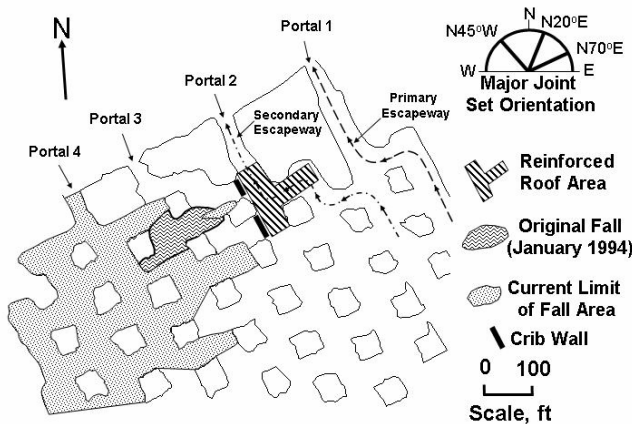 N
Portal 1
Portal 2
Portal 3
Portal 4
Secondary
Escapeway
Primary
Escapeway
N
N45°W
N20°E
N70°E
W
E
Major Joint
Set Orientation
Reinforced
Roof Area
Original Fall
(January 1994)
Current Limit
of Fall Area
Crib Wall
0 100
Scale, ft